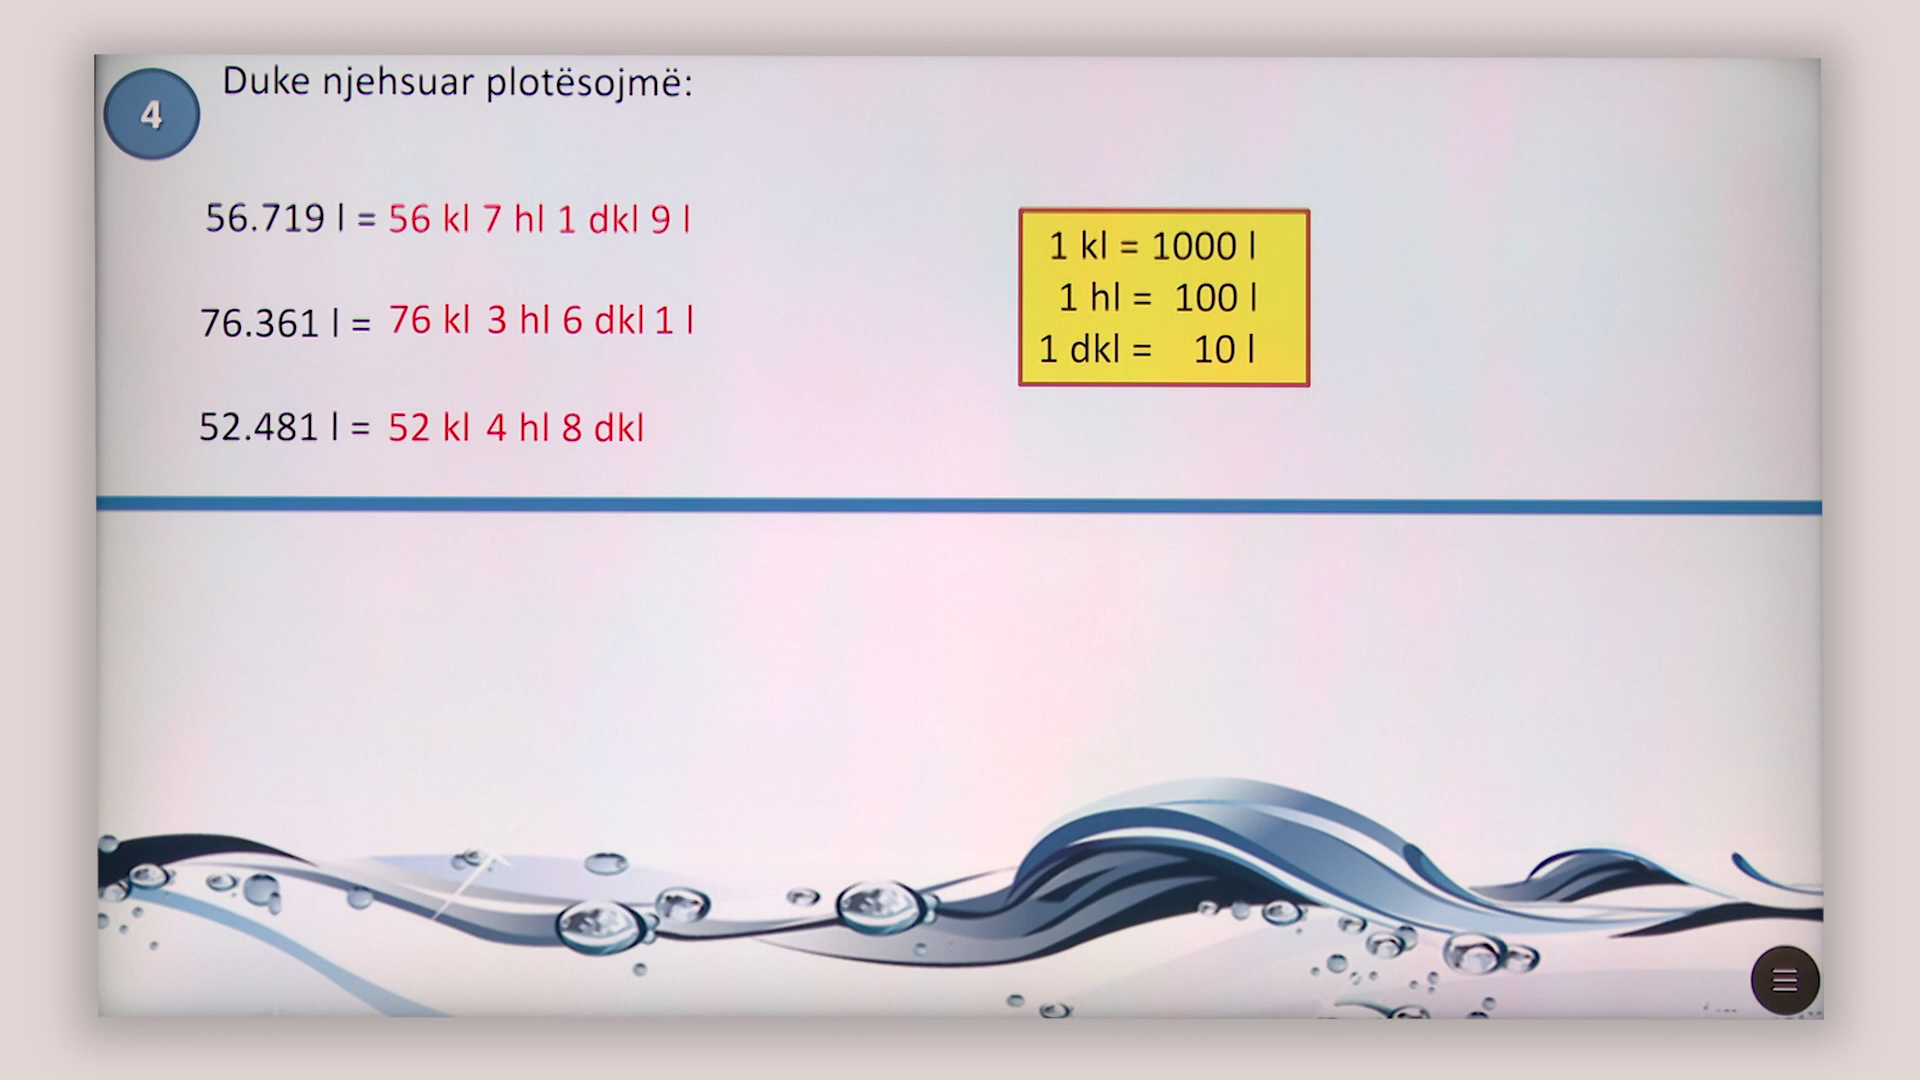 4
Duke njehsuar plotësojmë:
56.719 l = 56 kl 7 hl 1 dkl 9 l
76.361 l = 76 kl 3 hl 6 dkl 1 l
52.481 l = 52 kl 4 hl 8 dkl
1 kl = 1000 l
1 hl = 100 l
1 dkl = 10 l